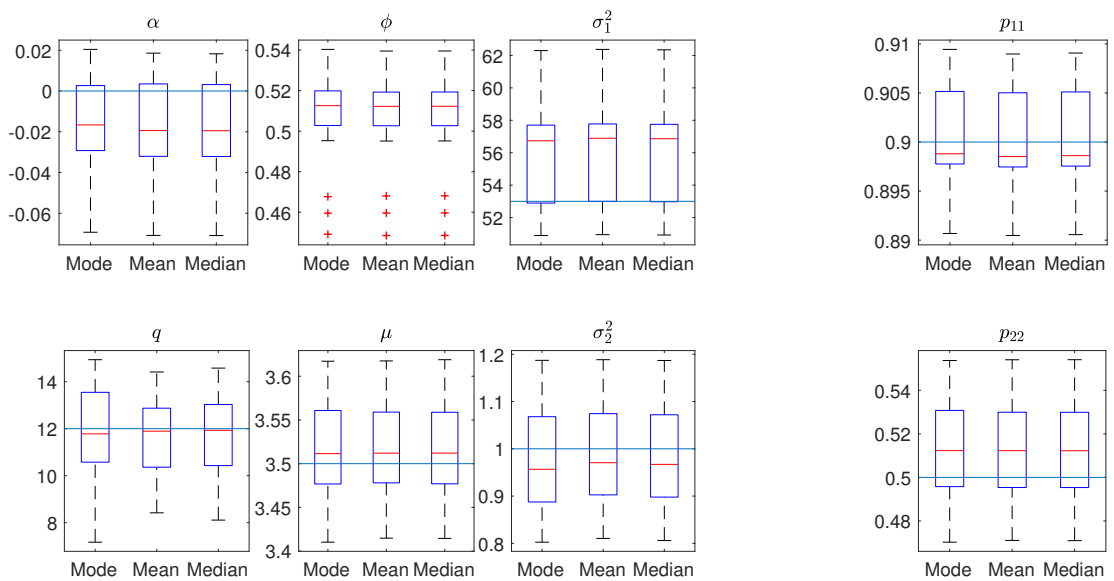 α
0.02
0
-0.02
-0.04
-0.06
Mode Mean Median
ϕ
0.54
0.52
0.5
0.48
0.46
Mode Mean Median
σ₁²
62
60
58
56
54
52
Mode Mean Median
p₁₁
0.91
0.905
0.9
0.895
0.89
Mode Mean Median
q
14
12
10
8
Mode Mean Median
μ
3.6
3.55
3.5
3.45
3.4
Mode Mean Median
σ₂²
1.2
1.1
1
0.9
0.8
Mode Mean Median
p₂₂
0.54
0.52
0.5
0.48
Mode Mean Median